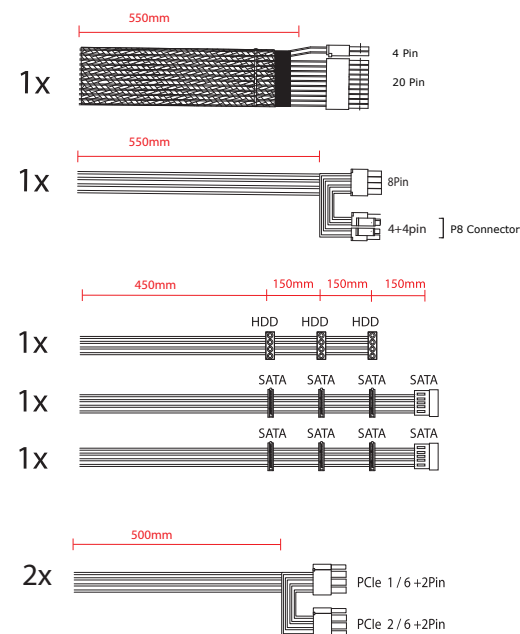 550mm
4 Pin
1x
20 Pin
550mm
1x
8Pin
4+4pin
P8 Connector
450mm 150mm 150mm 150mm
HDD HDD HDD
1x
SATA SATA SATA SATA
1x
SATA SATA SATA SATA
1x
500mm
2x
PCIe 1 / 6 +2Pin
PCIe 2 / 6 +2Pin